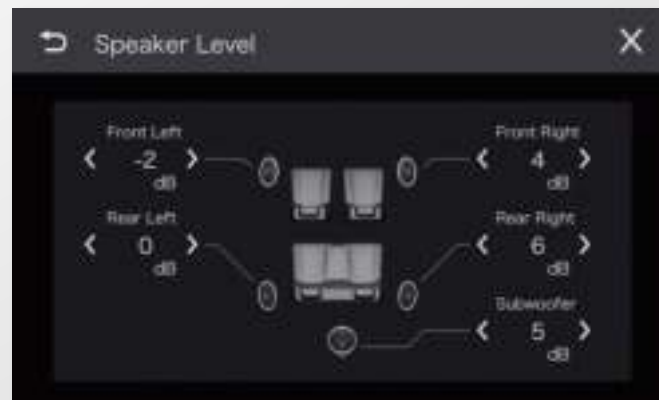 Speaker Level
Front Left
-2
dB
Front Right
4
dB
Rear Left
0
dB
Rear Right
6
dB
Subwoofer
5
dB